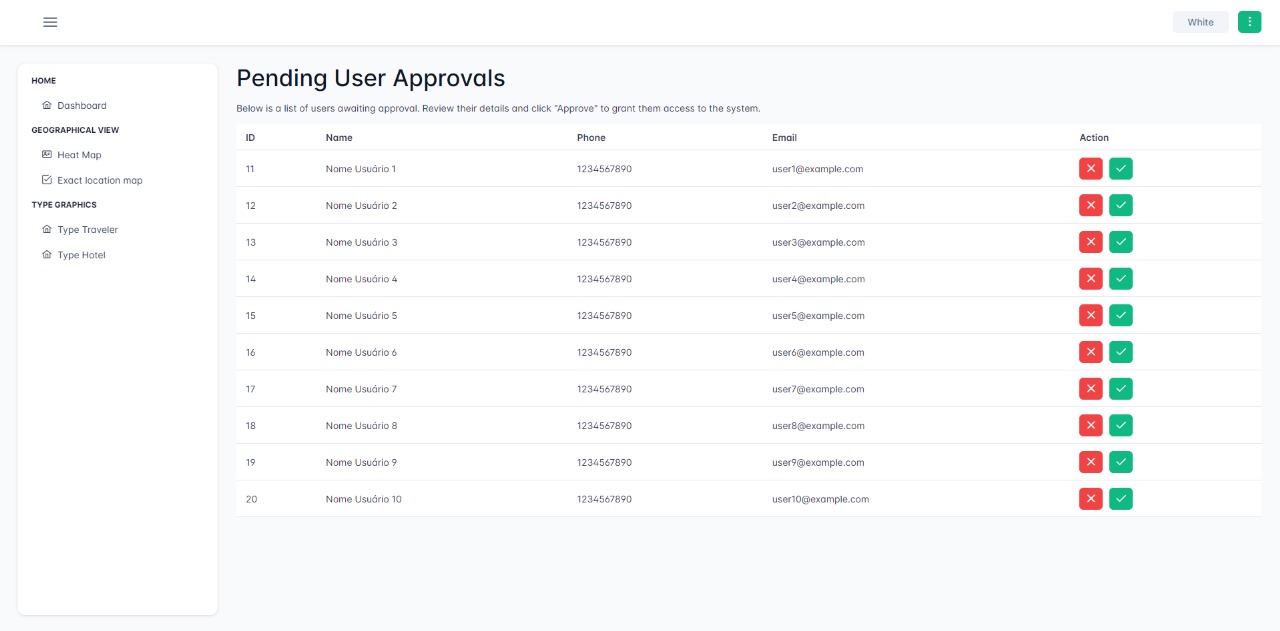 White
HOME
Dashboard
GEOGRAPHICAL VIEW
Heat Map
Exact location map
TYPE GRAPHICS
Type Traveler
Type Hotel
Pending User Approvals
Below is a list of users awaiting approval. Review their details and click "Approve" to grant them access to the system.
ID Name Phone Email Action
11 Nome Usuário 1 1234567890 user1@example.com
12 Nome Usuário 2 1234567890 user2@example.com
13 Nome Usuário 3 1234567890 user3@example.com
14 Nome Usuário 4 1234567890 user4@example.com
15 Nome Usuário 5 1234567890 user5@example.com
16 Nome Usuário 6 1234567890 user6@example.com
17 Nome Usuário 7 1234567890 user7@example.com
18 Nome Usuário 8 1234567890 user8@example.com
19 Nome Usuário 9 1234567890 user9@example.com
20 Nome Usuário 10 1234567890 user10@example.com